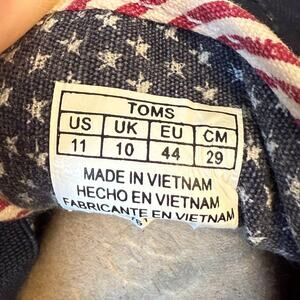 TOMS
US UK EU CM
11 10 44 29
MADE IN VIETNAM
HECHO EN VIETNAM
FABRICANTE EN VIETNAM